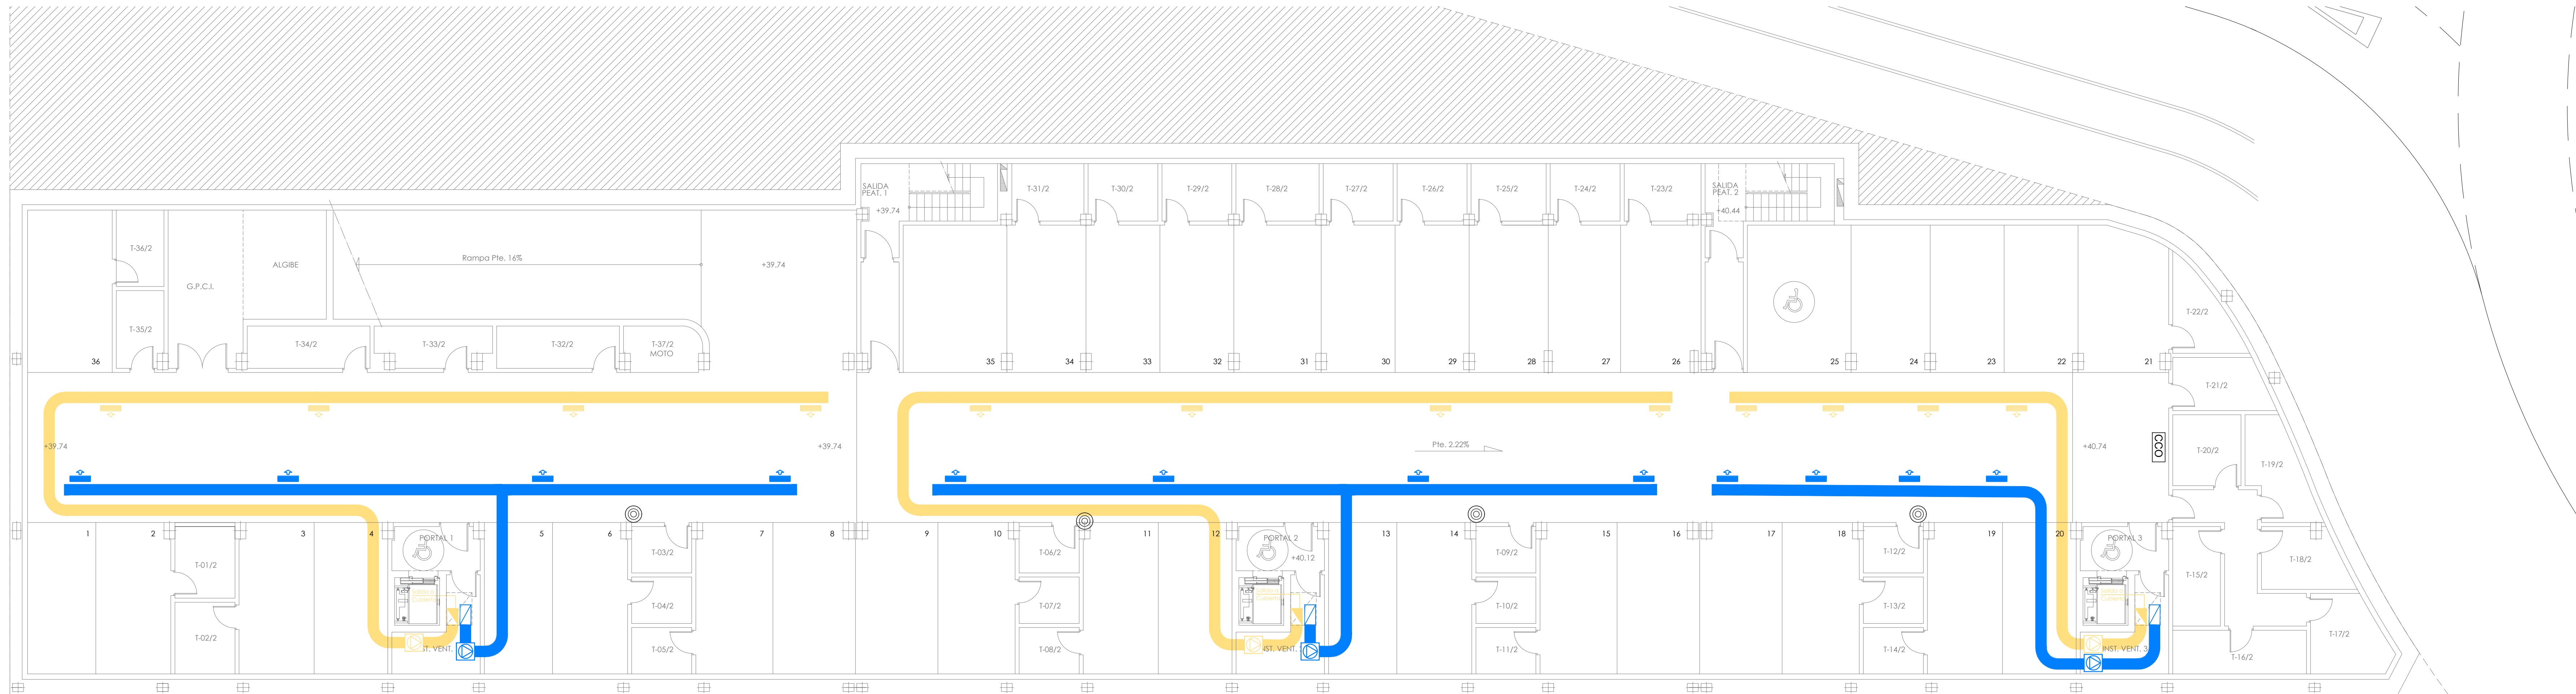 SALIDA
PEAT. 1
+39.74
T-31/2
T-30/2
T-29/2
T-28/2
T-27/2
T-26/2
T-25/2
T-24/2
T-23/2
SALIDA
PEAT. 2
+40.44
T-36/2
ALGIBE
Rampa Pte. 16%
+39.74
G.P.C.I.
T-35/2
T-34/2
T-33/2
T-32/2
T-37/2
MOTO
T-22/2
36
35
34
33
32
31
30
29
28
27
26
25
24
23
22
21
T-21/2
+39.74
+39.74
Pte. 2.22%
+40.74
CCO
T-20/2
T-19/2
1
2
3
4
PORTAL 1
5
6
7
8
9
10
11
12
PORTAL 2
13
14
15
16
17
18
19
20
PORTAL 3
T-01/2
T-03/2
T-06/2
+40.12
T-09/2
T-12/2
T-18/2
T-15/2
T-04/2
T-07/2
T-10/2
T-13/2
T-02/2
T-05/2
T-08/2
T-11/2
T-14/2
T-17/2
T-16/2
VENT.
VENT.
INST. VENT. 3